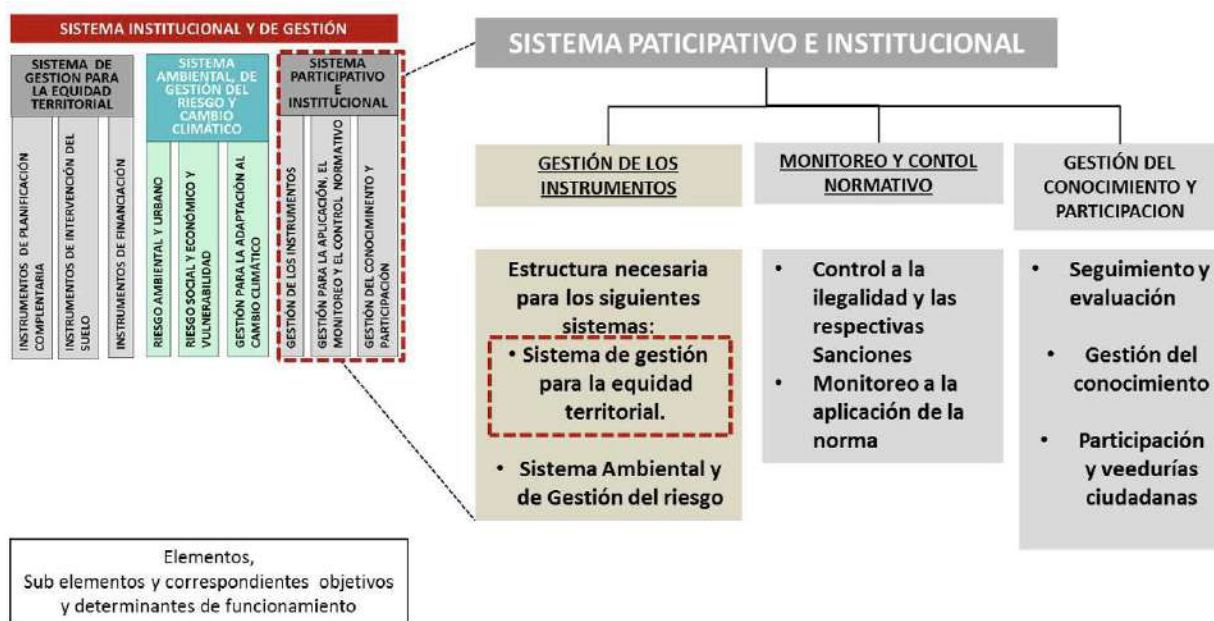 SISTEMA INSTITUCIONAL Y DE GESTIÓN
SISTEMA DE
GESTION PARA
LA EQUIDAD
TERRITORIAL
SISTEMA
AMBIENTAL, DE
GESTIÓN DEL
RIESGO Y
CAMBIO
CLIMÁTICO
SISTEMA
PARTICIPATIVO
E
INSTITUCIONAL
INSTRUMENTOS DE PLANIFICACIÓN
COMPLENTARIA
INSTRUMENTOS DE INTERVENCIÓN DEL
SUELO
INSTRUMENTOS DE FINANCIACIÓN
RIESGO AMBIENTAL Y URBANO
RIESGO SOCIAL Y ECONÓMICO Y
VULNERABILIDAD
GESTIÓN PARA LA ADAPTACIÓN AL
CAMBIO CLIMÁTICO
GESTIÓN DE LOS INSTRUMENTOS
GESTIÓN PARA LA APLICACIÓN, EL
MONITOREO Y EL CONTROL NORMATIVO
GESTIÓN DEL CONOCIMINENTO Y
PARTICIPACIÓN
SISTEMA PATICIPATIVO E INSTITUCIONAL
GESTIÓN DE LOS
INSTRUMENTOS
Estructura necesaria
para los siguientes
sistemas:
• Sistema de gestión
para la equidad
territorial.
• Sistema Ambiental y
de Gestión del riesgo
MONITOREO Y CONTOL
NORMATIVO
• Control a la
ilegalidad y las
respectivas
Sanciones
• Monitoreo a la
aplicación de la
norma
GESTIÓN DEL
CONOCIMIENTO Y
PARTICIPACION
• Seguimiento y
evaluación
• Gestión del
conocimiento
• Participación
y veedurías
ciudadanas
Elementos,
Sub elementos y correspondientes objetivos
y determinantes de funcionamiento